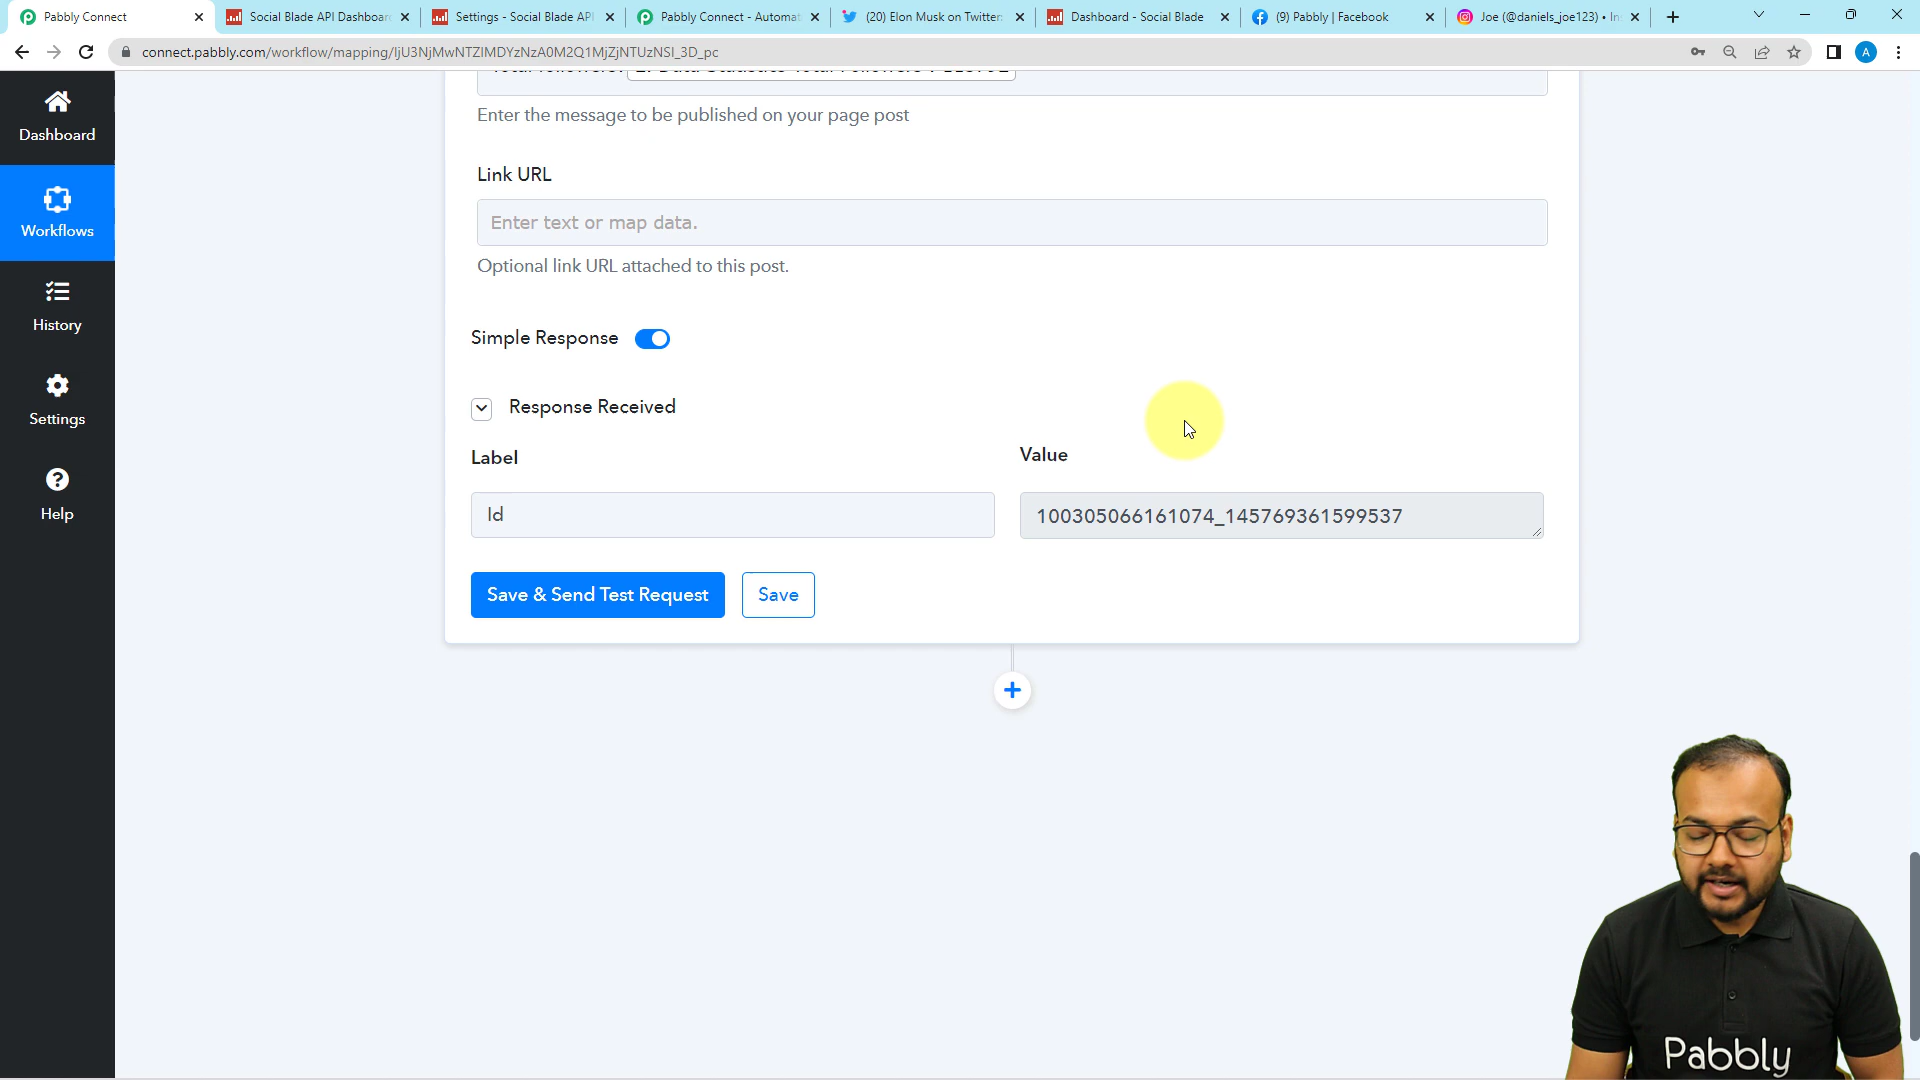 Pabbly Connect
Social Blade API Dashboar
Settings - Social Blade AP
Pabbly Connect - Automat
(20) Elon Musk on Twitter:
Dashboard - Social Blade
(9) Pabbly | Facebook
Joe (@daniels_joe123) • In
connect.pabbly.com/workflow/mapping/IjU3NjMwNTZIMDYzNzA0M2Q1MjZjNTUzNSI_3D_pc
A
Dashboard
Workflows
History
Settings
Help
Enter the message to be published on your page post
Link URL
Enter text or map data.
Optional link URL attached to this post.
Simple Response
Response Received
Label
Value
Id
100305066161074_145769361599537
Save & Send Test Request
Save
Pabbly